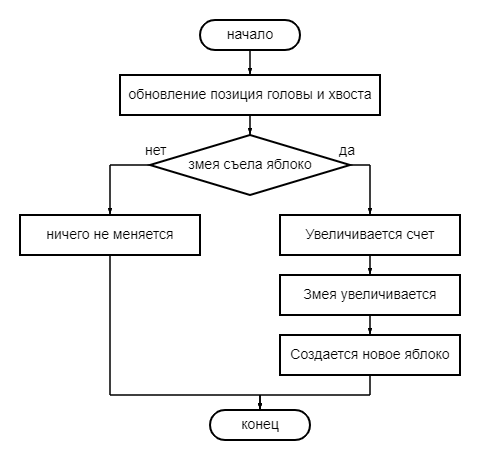 начало
обновление позиция головы и хвоста
нет
да
змея съела яблоко
ничего не меняется
Увеличивается счет
Змея увеличивается
Создается новое яблоко
конец